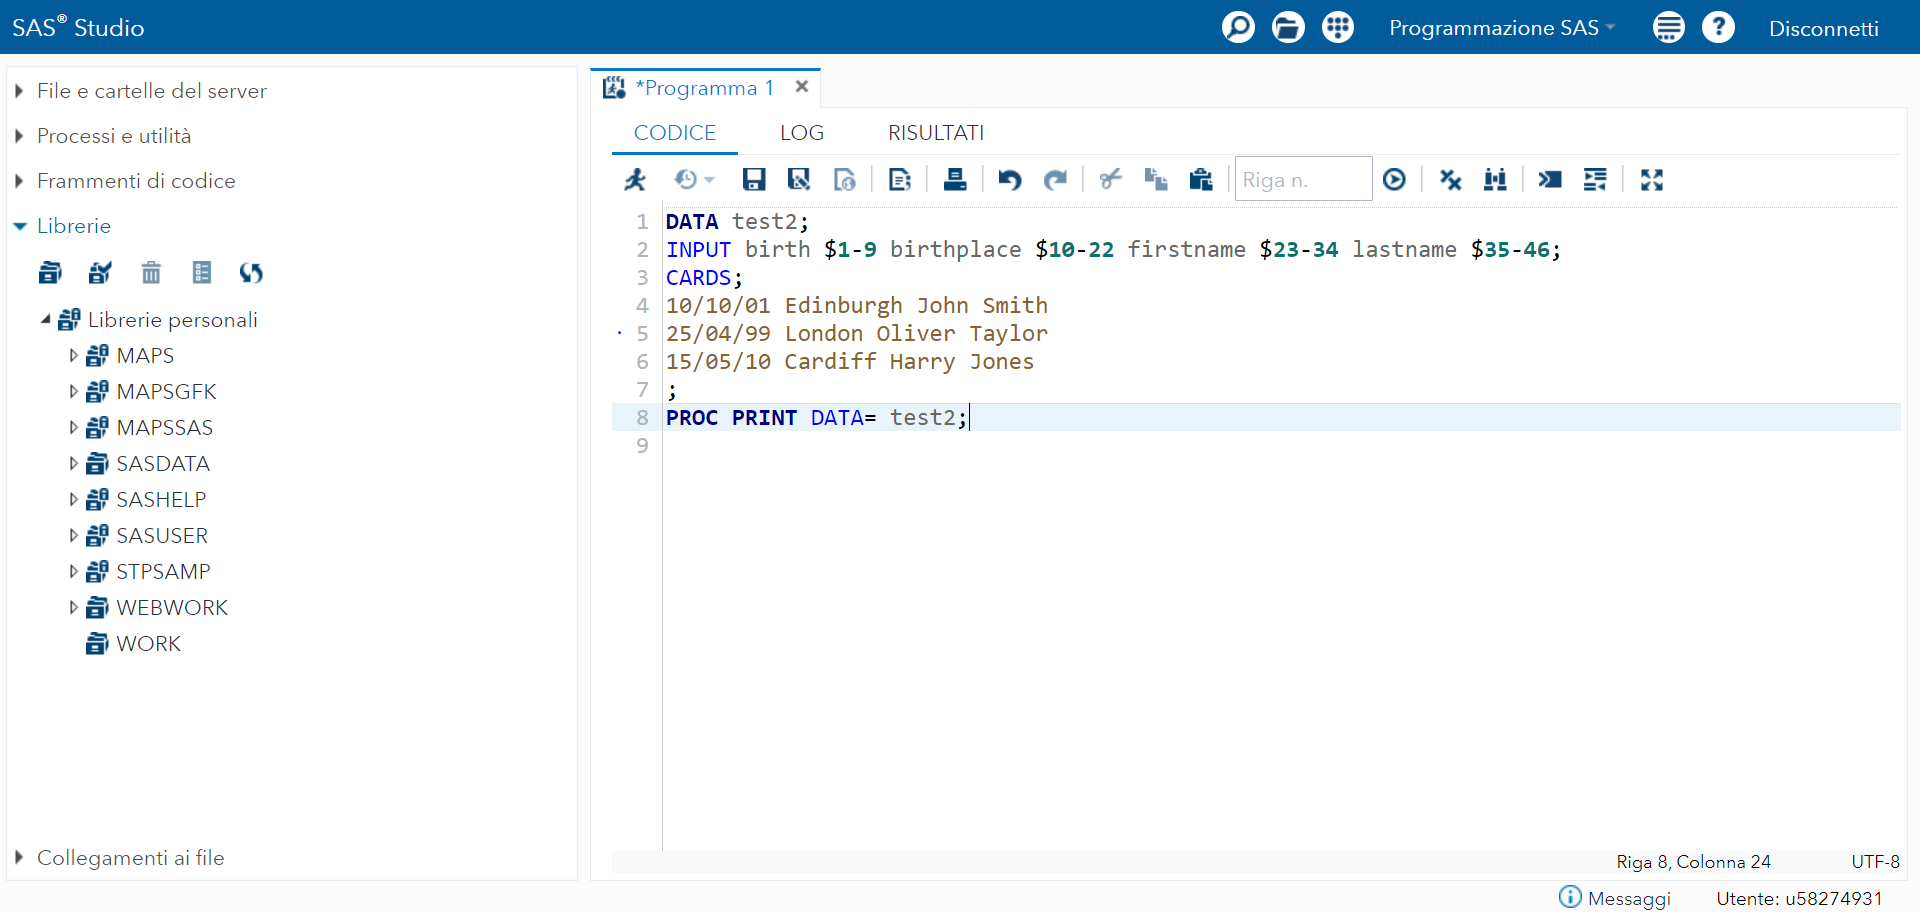 SAS® Studio
Programmazione SAS
Disconnetti
File e cartelle del server
Processi e utilità
Frammenti di codice
Librerie
Librerie personali
MAPS
MAPSGFK
MAPSSAS
SASDATA
SASHELP
SASUSER
STPSAMP
WEBWORK
WORK
Collegamenti ai file
*Programma 1
CODICE LOG RISULTATI
Riga n.
1 DATA test2;
2 INPUT birth $1-9 birthplace $10-22 firstname $23-34 lastname $35-46;
3 CARDS;
4 10/10/01 Edinburgh John Smith
5 25/04/99 London Oliver Taylor
6 15/05/10 Cardiff Harry Jones
7 ;
8 PROC PRINT DATA= test2;
9
Riga 8, Colonna 24 UTF-8
Messaggi Utente: u58274931